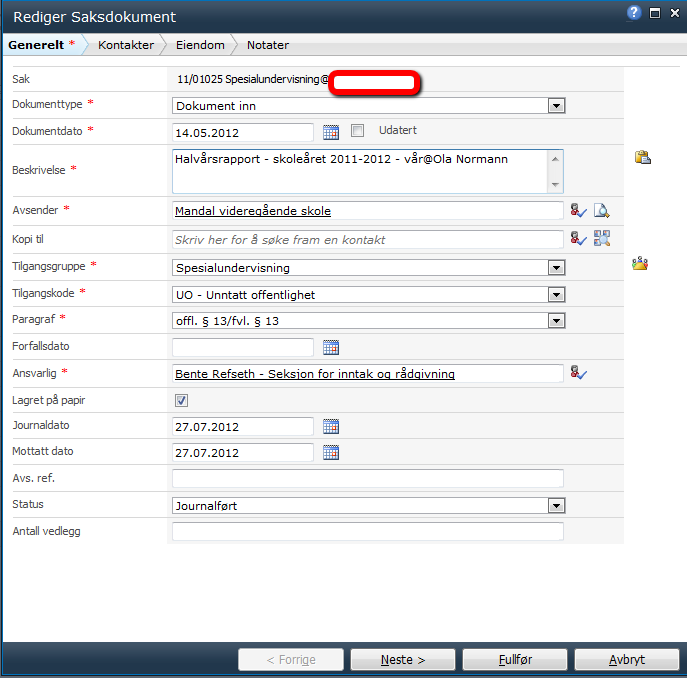 Rediger Saksdokument
Generelt * Kontakter Eiendom Notater
Sak 11/01025 Spesialundervisning@
Dokumenttype * Dokument inn
Dokumentdato * 14.05.2012 Udatert
Beskrivelse * Halvårsrapport - skoleåret 2011-2012 - vår@Ola Normann
Avsender * Mandal videregående skole
Kopi til Skriv her for å søke fram en kontakt
Tilgangsgruppe * Spesialundervisning
Tilgangskode * UO - Unntatt offentlighet
Paragraf * offl. § 13/fvl. § 13
Forfallsdato
Ansvarlig * Bente Refseth - Seksjon for inntak og rådgivning
Lagret på papir
Journaldato 27.07.2012
Mottatt dato 27.07.2012
Avs. ref.
Status Journalført
Antall vedlegg
< Forrige Neste > Fullfør Avbryt